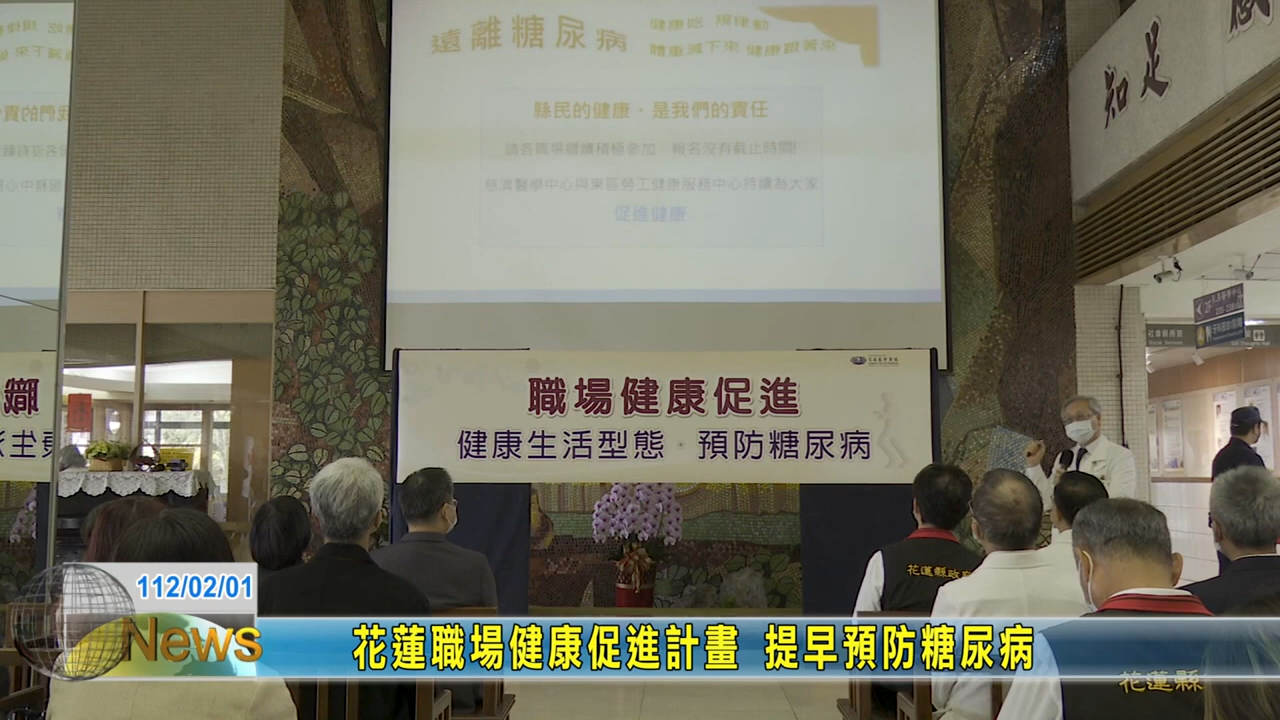 遠離糖尿病
健康吃 規律動
體重減下來 健康跟著來
縣民的健康，是我們的責任
請各職場繼續積極參加，報名沒有截止時間!
慈濟醫學中心與東區勞工健康服務中心持續為大家
促進健康
知足
感
職場健康促進
健康生活型態．預防糖尿病
花蓮縣政府
112/02/01
News
花蓮職場健康促進計畫 提早預防糖尿病
花蓮縣